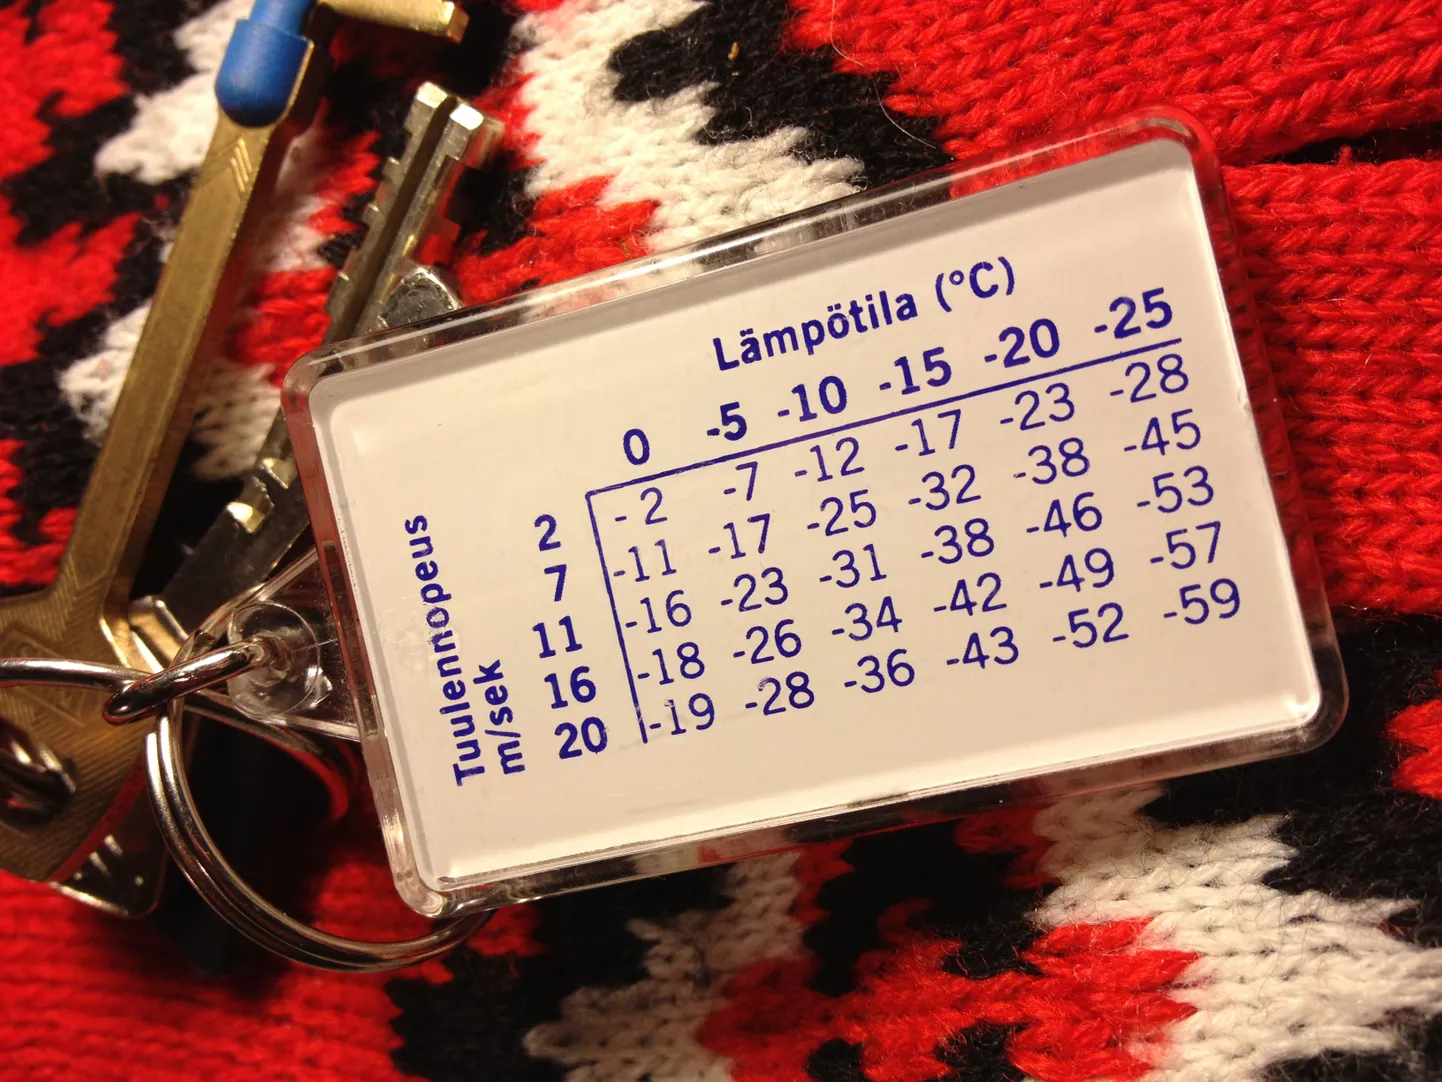 Lämpötila (°C)
0 -5 -10 -15 -20 -25
Tuulennopeus
m/sek
2 -2 -7 -12 -17 -23 -28
7 -11 -17 -25 -32 -38 -45
11 -16 -23 -31 -38 -46 -53
16 -18 -26 -34 -42 -49 -57
20 -19 -28 -36 -43 -52 -59